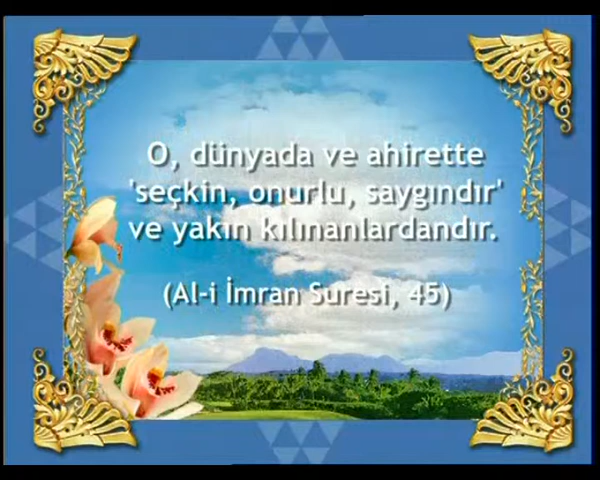 O, dünyada ve ahirette
'seçkin, onurlu, saygındır'
ve yakın kılınanlardandır.
(Al-i İmran Suresi, 45)